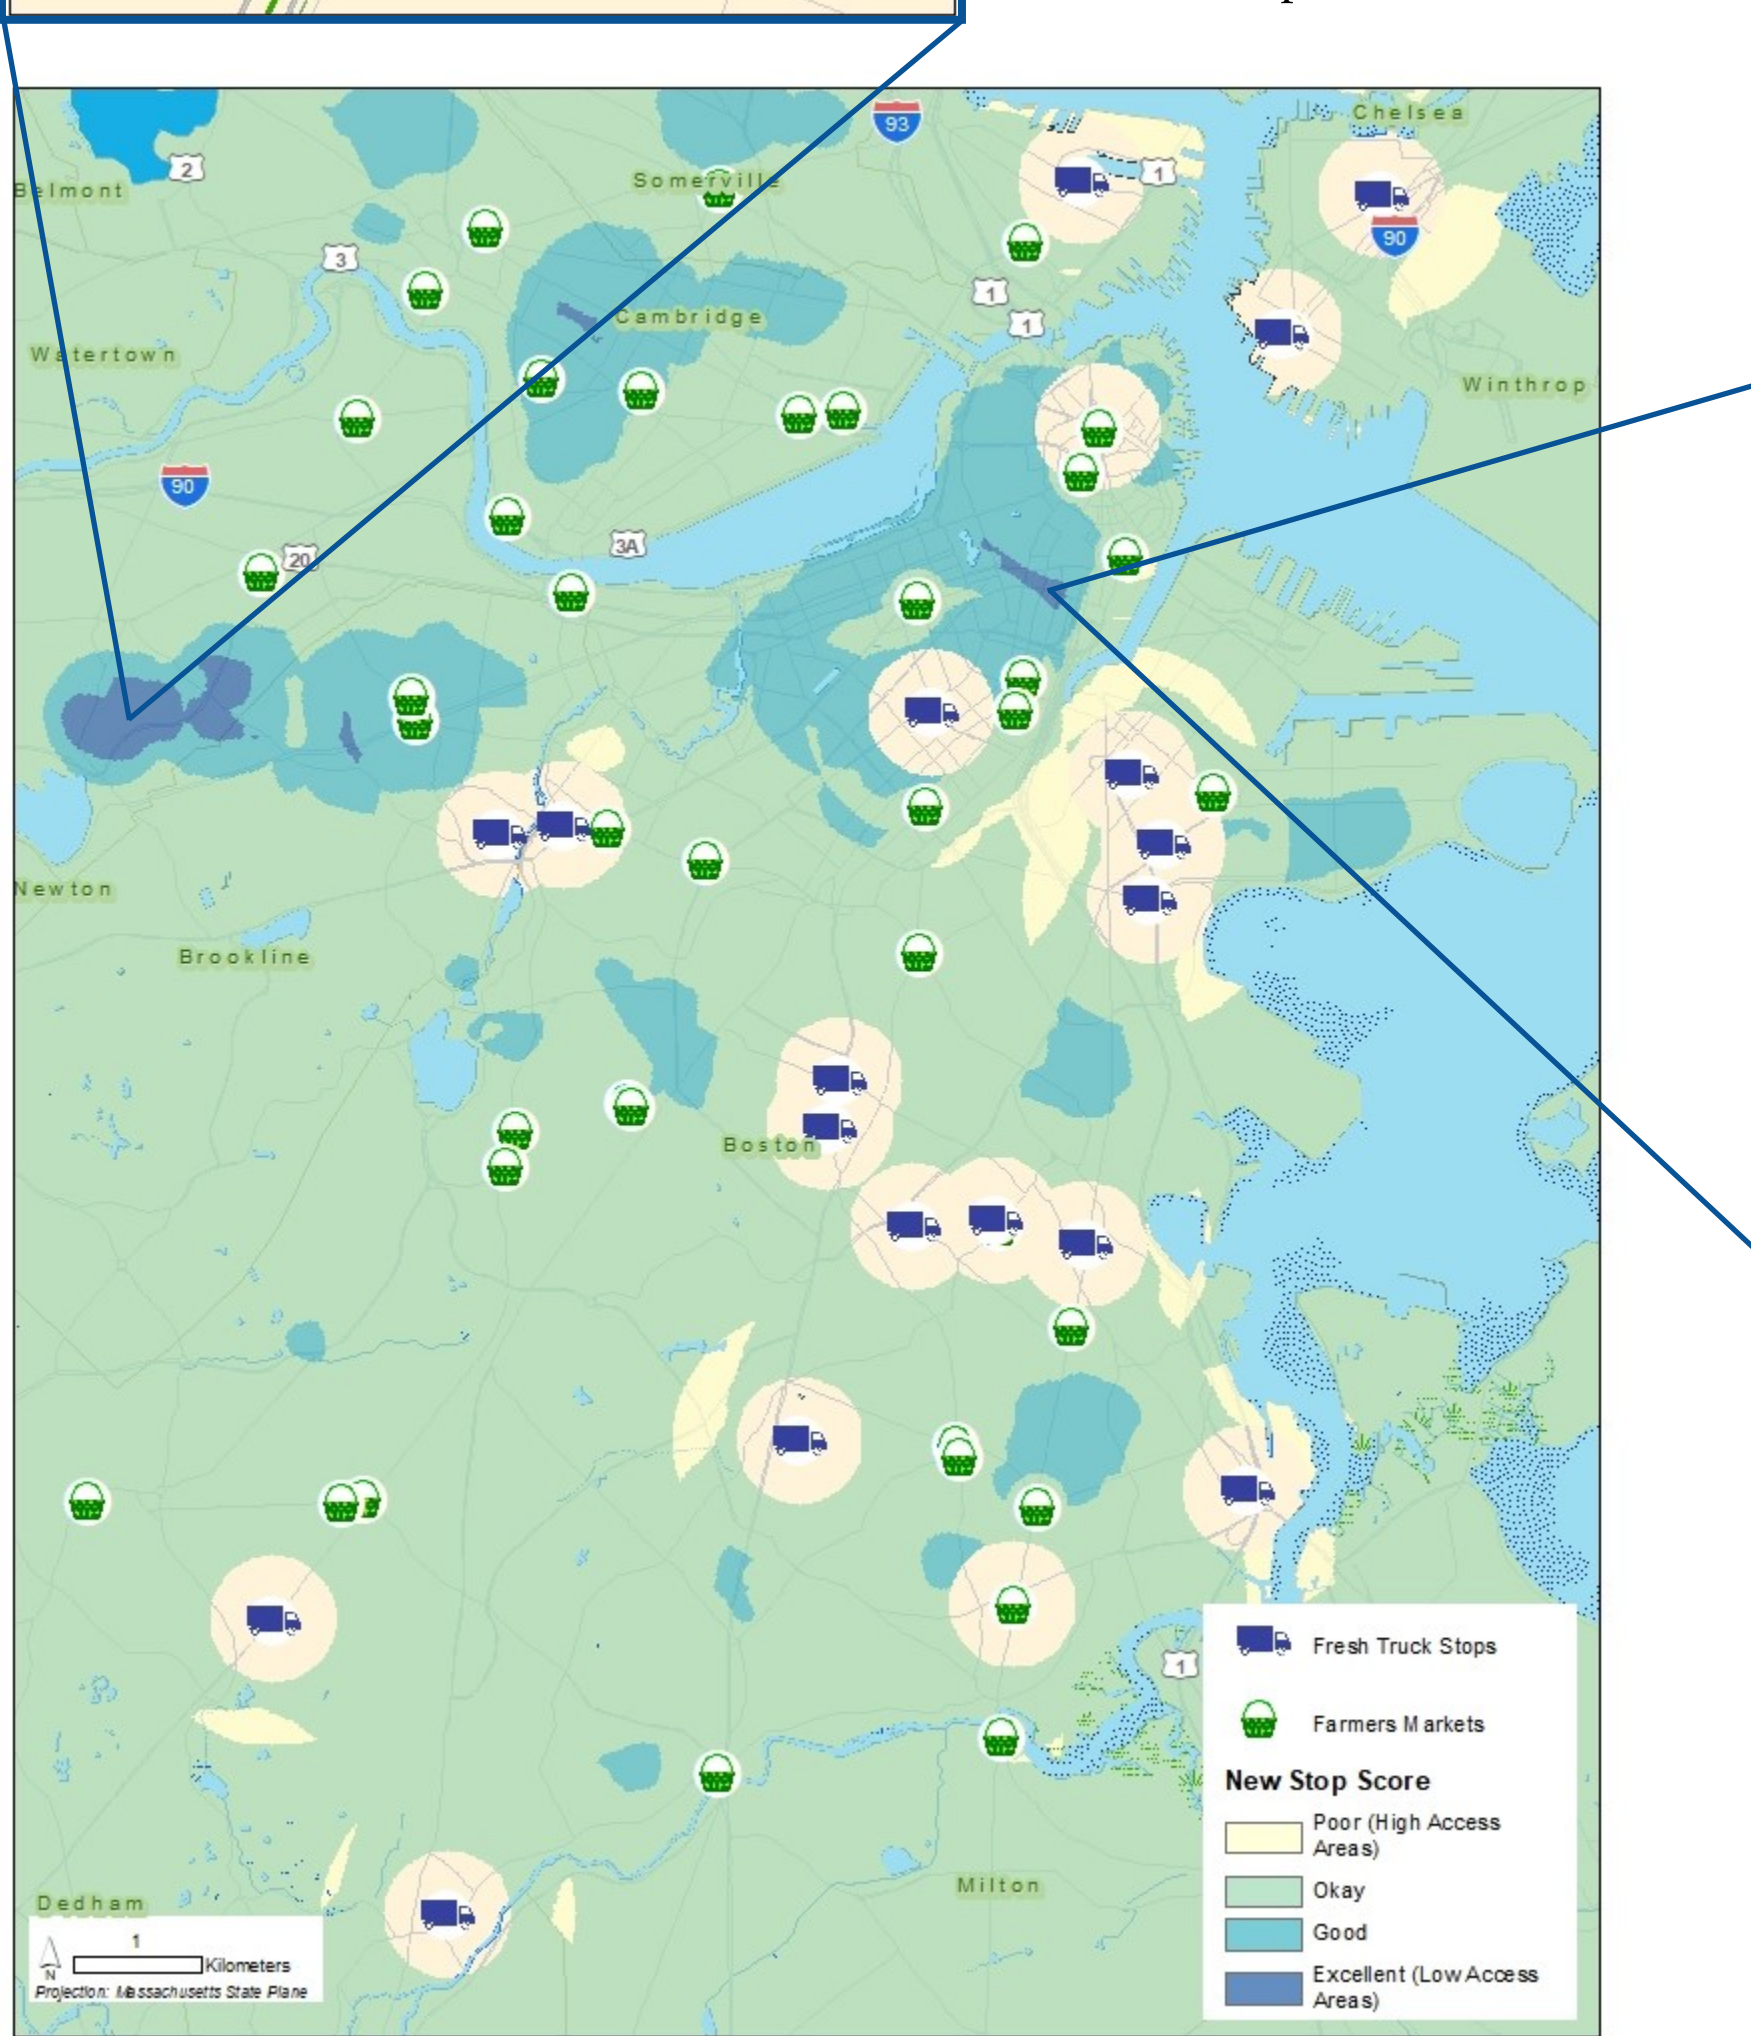 93
Chelsea
2
1
Belmont
Somerville
90
3
1
Cambridge
1
Watertown
Winthrop
90
3A
20
Newton
Brookline
Boston
Fresh Truck Stops
1
Farmers Markets
New Stop Score
Poor (High Access
Areas)
Okay
Good
Excellent (Low Access
Areas)
Milton
Dedham
1
Kilometers
N
Projection: Massachusetts State Plane